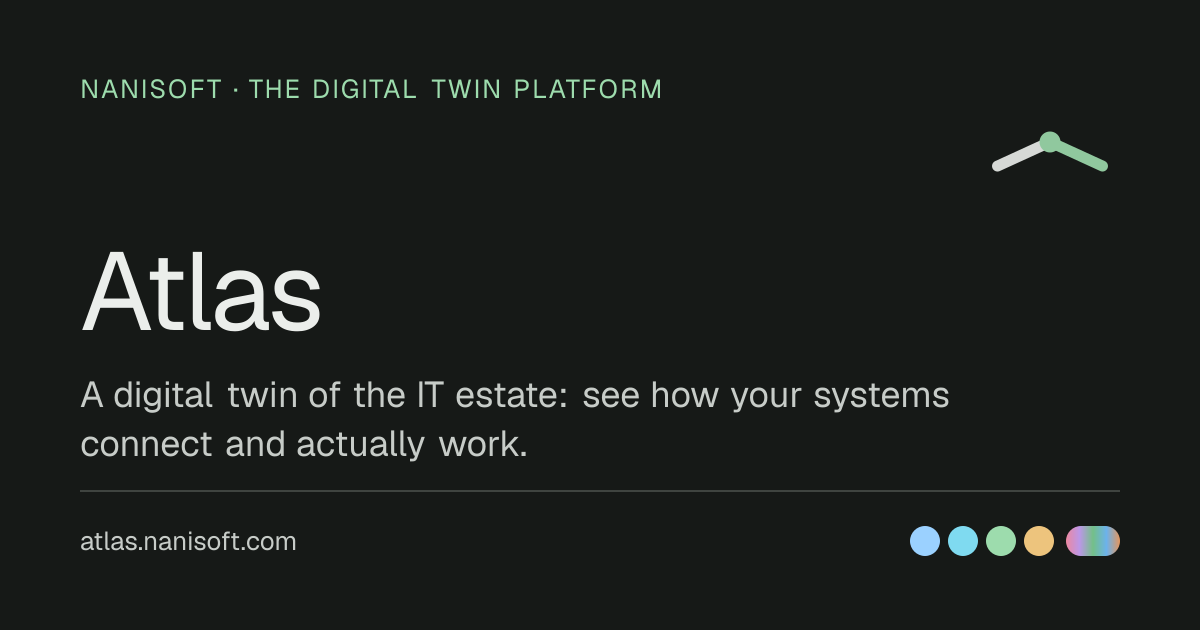 NANISOFT · THE DIGITAL TWIN PLATFORM
Atlas
A digital twin of the IT estate: see how your systems
connect and actually work.
atlas.nanisoft.com